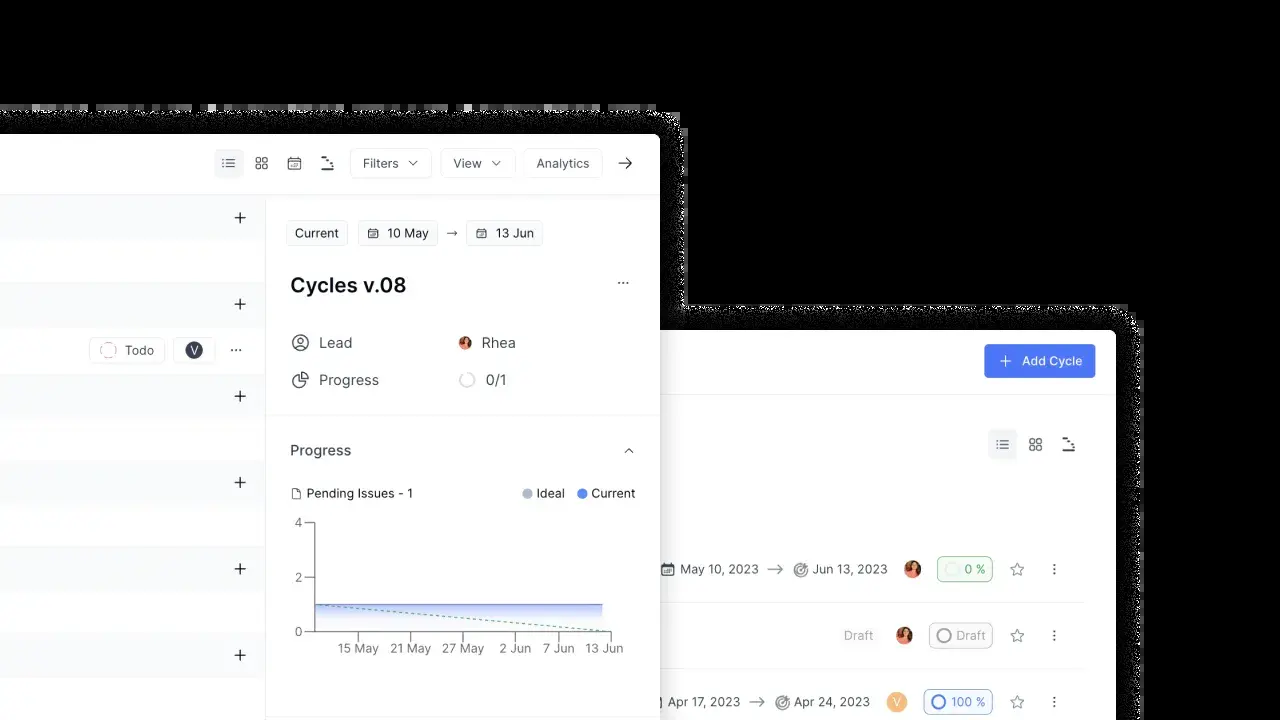 Filters View Analytics
Current 10 May → 13 Jun
Cycles v.08
Todo V
Lead Rhea
Progress 0/1
Progress
Pending Issues - 1 Ideal Current
4
2
0
15 May 21 May 27 May 2 Jun 7 Jun 13 Jun
Add Cycle
May 10, 2023 → Jun 13, 2023 0 %
Draft Draft
Apr 17, 2023 → Apr 24, 2023 V 100 %